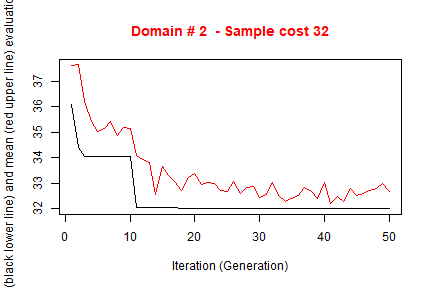 Domain # 2 - Sample cost 32
(black lower line) and mean (red upper line) evaluatio
37
36
35
34
33
32
0 10 20 30 40 50
Iteration (Generation)